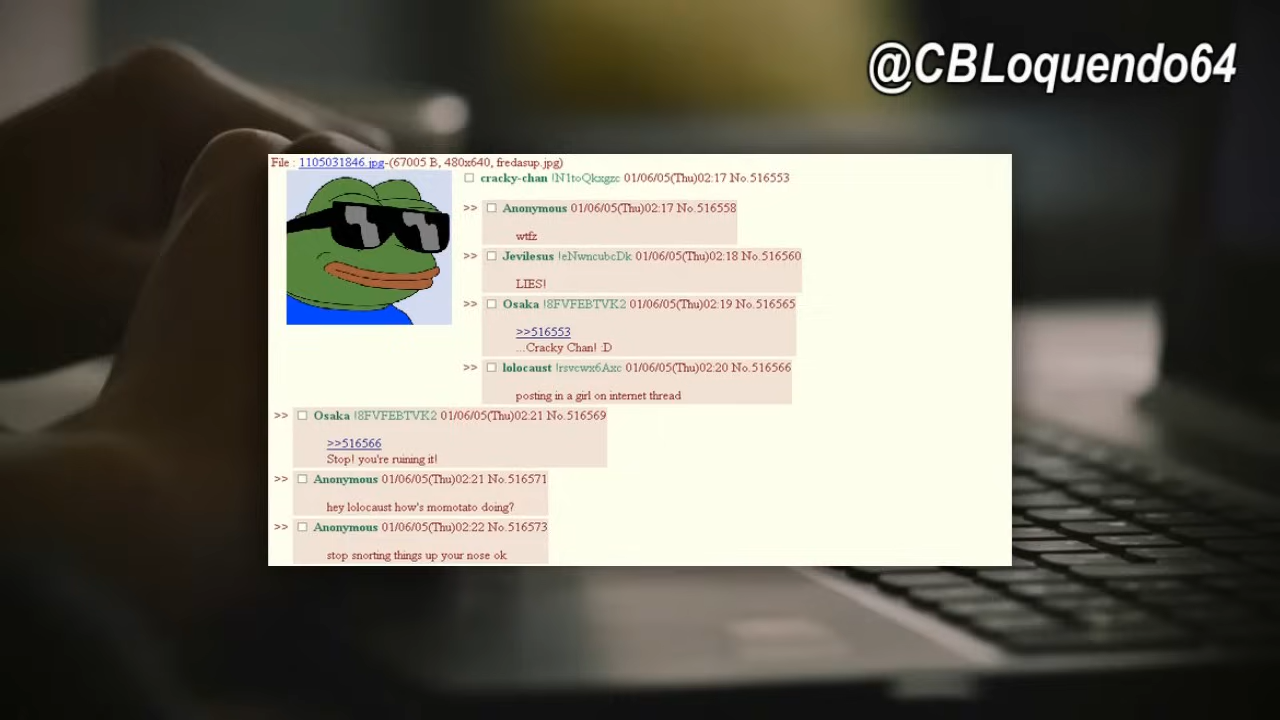 @CBLoquendo64
File : 1105031846.jpg-(67005 B, 480x640, fredasup.jpg)
cracky-chan !N1toQkxgzc 01/06/05(Thu)02:17 No.516553
>> Anonymous 01/06/05(Thu)02:17 No.516558
wtfz
>> Jevilesus !eNwncubcDk 01/06/05(Thu)02:18 No.516560
LIES!
>> Osaka !8FVFEBTVK2 01/06/05(Thu)02:19 No.516565
>>516553
...Cracky Chan! :D
>> lolocaust !rsvcwx6Axc 01/06/05(Thu)02:20 No.516566
posting in a girl on internet thread
>> Osaka !8FVFEBTVK2 01/06/05(Thu)02:21 No.516569
>>516566
Stop! you're ruining it!
>> Anonymous 01/06/05(Thu)02:21 No.516571
hey lolocaust how's momotato doing?
>> Anonymous 01/06/05(Thu)02:22 No.516573
stop snorting things up your nose ok